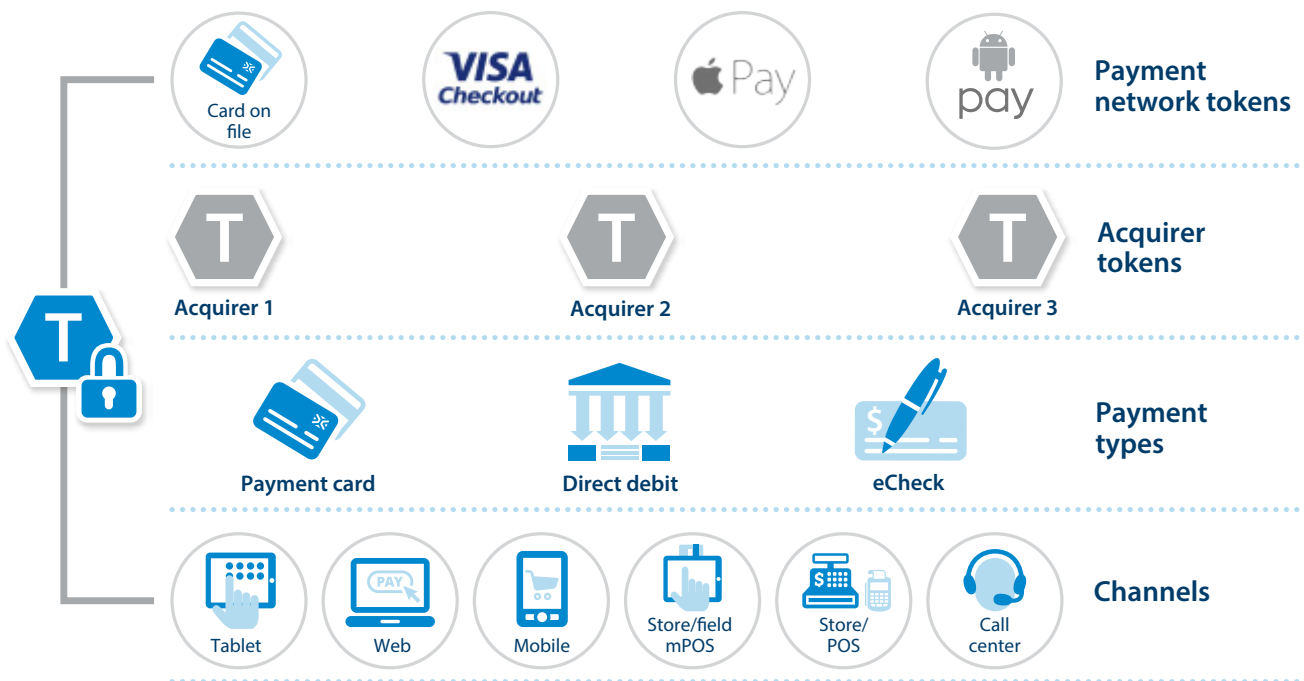 Card on
file
VISA
Checkout
Pay
pay
Payment
network tokens
T
T
T
Acquirer
tokens
Acquirer 1
Acquirer 2
Acquirer 3
T
$
Payment
types
Payment card
Direct debit
eCheck
PAY
$
Channels
Tablet
Web
Mobile
Store/field
mPOS
Store/
POS
Call
center